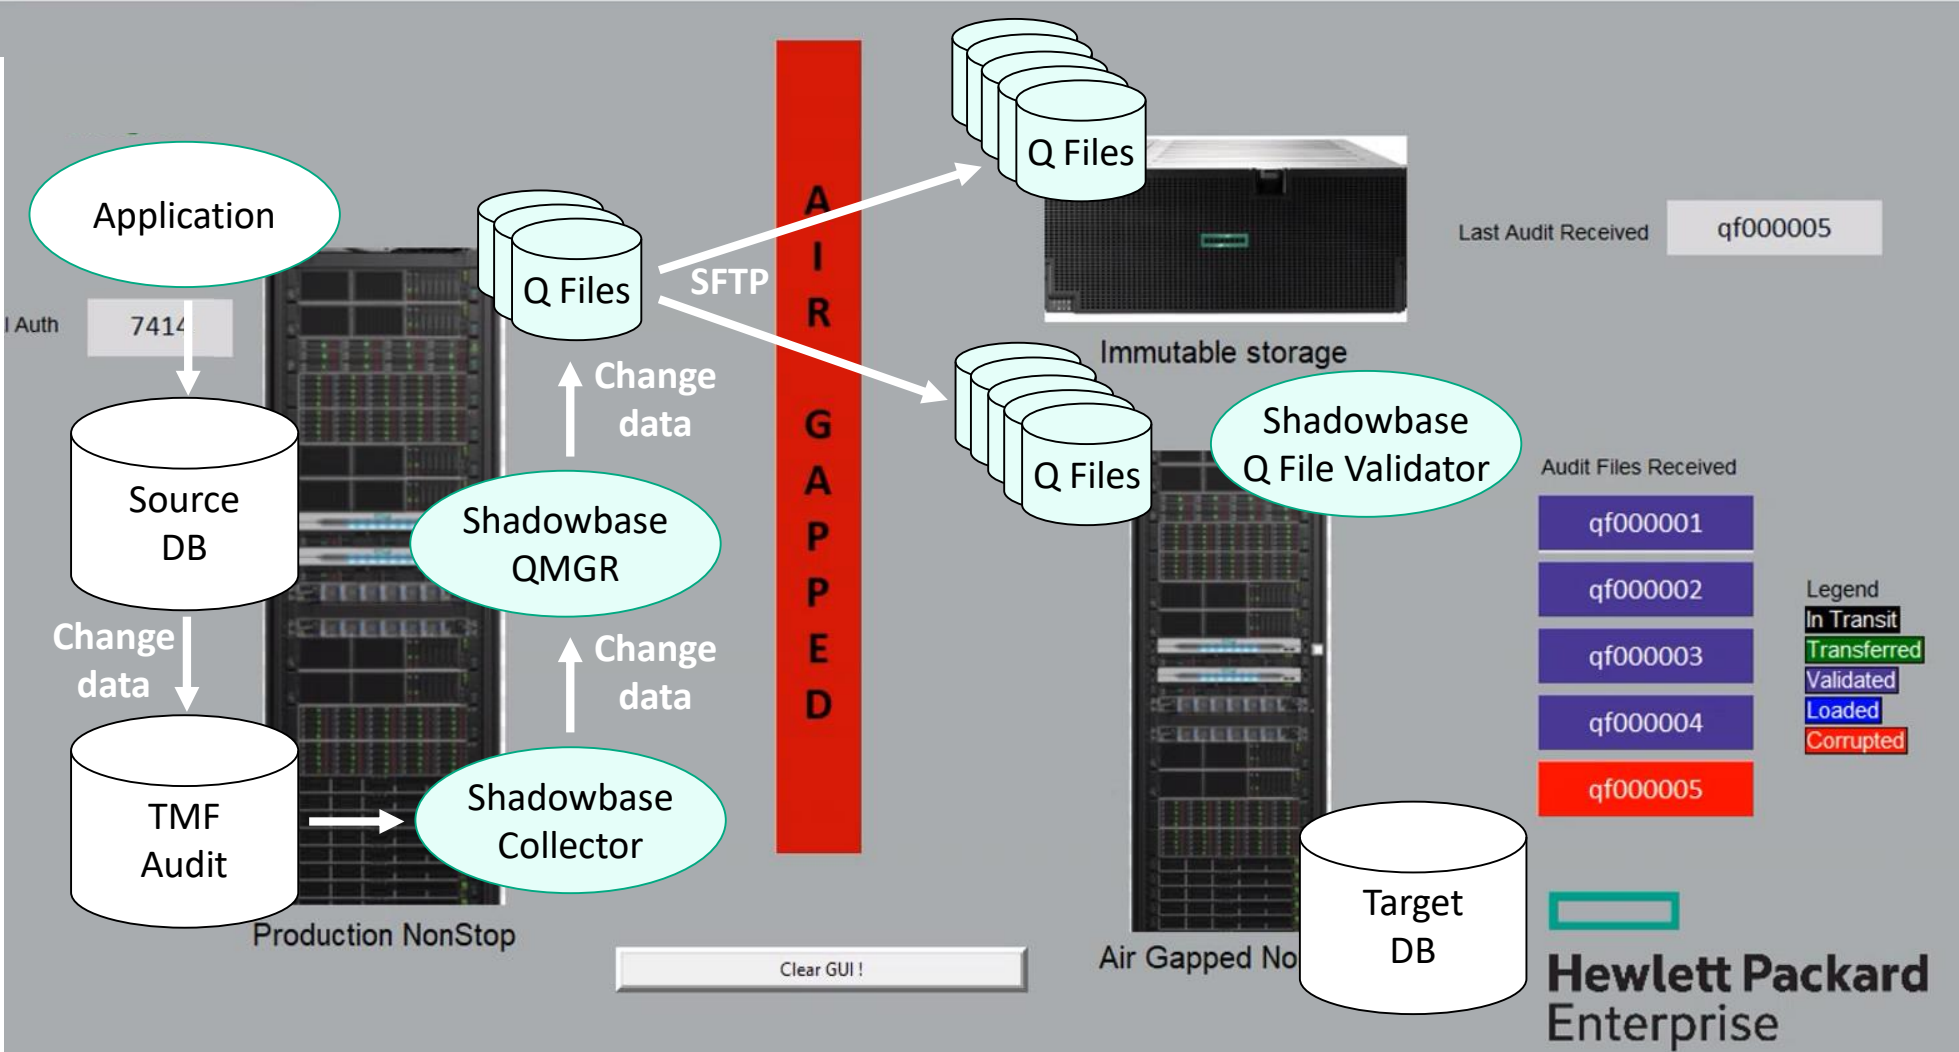 Application
l Auth
7414
Source
DB
Change
data
TMF
Audit
Production NonStop
Q Files
Change
data
Shadowbase
QMGR
Change
data
Shadowbase
Collector
SFTP
AIR
GAPPED
Clear GUI !
Q Files
Immutable storage
Last Audit Received
qf000005
Q Files
Shadowbase
Q File Validator
Air Gapped No
Target
DB
Audit Files Received
qf000001
qf000002
qf000003
qf000004
qf000005
Legend
In Transit
Transferred
Validated
Loaded
Corrupted
Hewlett Packard
Enterprise